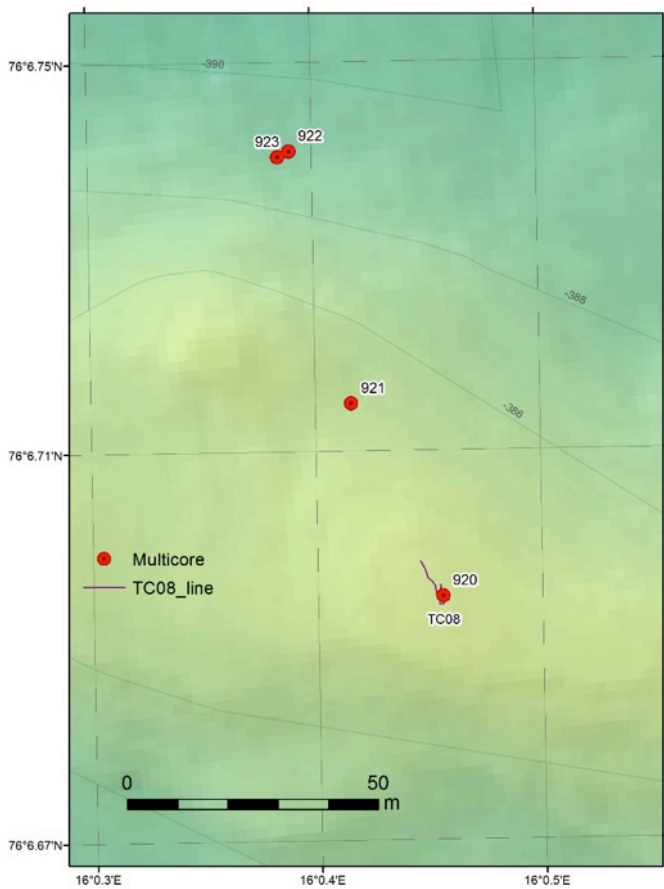 76°6.75'N
-390
923 922
-388
921
-386
76°6.71'N
Multicore
920
TC08_line
TC08
0 50
m
76°6.67'N
16°0.3'E 16°0.4'E 16°0.5'E